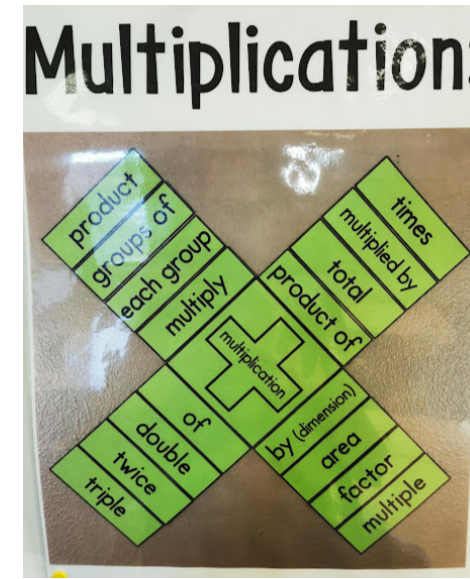 Multiplication
product
groups of
each group
multiply
times
multiplied by
total
product of
multiplication
of
double
twice
triple
by (dimension)
area
factor
multiple